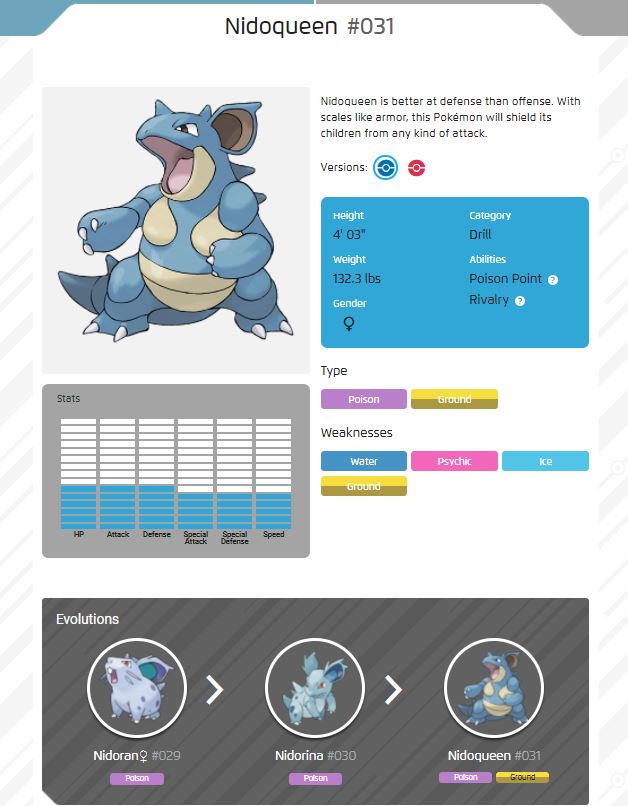 Nidoqueen #031
Nidoqueen is better at defense than offense. With
scales like armor, this Pokémon will shield its
children from any kind of attack.
Versions:
Height
4' 03"
Weight
132.3 lbs
Gender
♀
Category
Drill
Abilities
Poison Point ?
Rivalry ?
Type
Poison Ground
Weaknesses
Water Psychic Ice
Ground
Stats
HP Attack Defense Special Attack Special Defense Speed
Evolutions
Nidoran♀ #029
Poison
Nidorina #030
Poison
Nidoqueen #031
Poison Ground